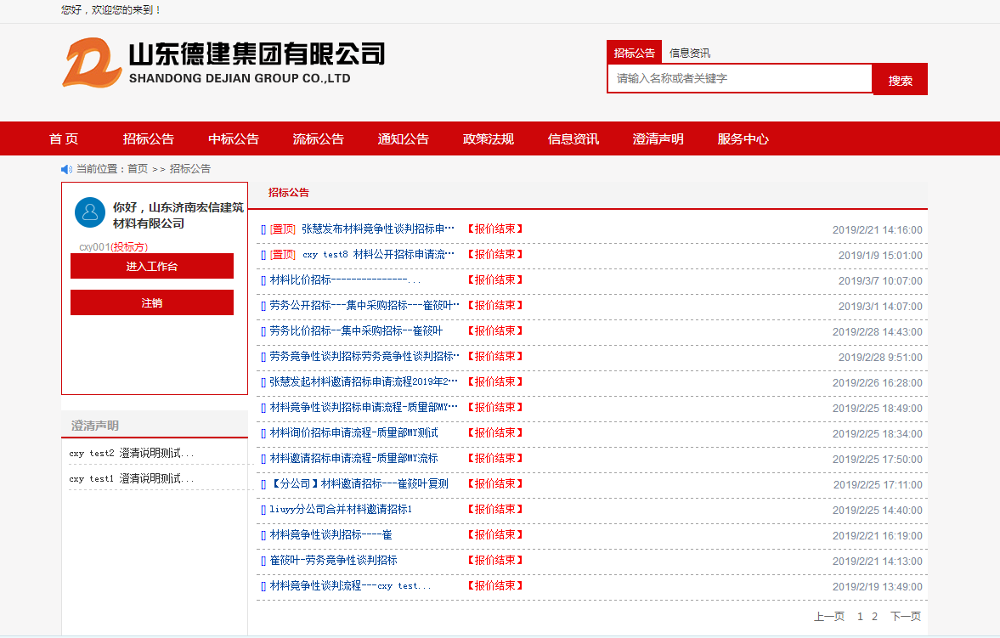 您好，欢迎您的来到！
山东德建集团有限公司
SHANDONG DEJIAN GROUP CO.,LTD
招标公告 信息资讯
请输入名称或者关键字 搜索
首 页 招标公告 中标公告 流标公告 通知公告 政策法规 信息资讯 澄清声明 服务中心
当前位置：首页 >> 招标公告
你好，山东济南宏信建筑
材料有限公司
cxy001(投标方)
进入工作台
注销
澄清声明
cxy test2 澄清说明测试...
cxy test1 澄清说明测试...
招标公告
[] [置顶] 张慧发布材料竞争性谈判招标申… 【报价结束】 2019/2/21 14:16:00
[] [置顶] cxy test8 材料公开招标申请流… 【报价结束】 2019/1/9 15:01:00
[] 材料比价招标---------------... 【报价结束】 2019/3/7 10:07:00
[] 劳务公开招标---集中采购招标---崔筱叶… 【报价结束】 2019/3/1 14:07:00
[] 劳务比价招标--集中采购招标--崔筱叶 【报价结束】 2019/2/28 14:43:00
[] 劳务竞争性谈判招标劳务竞争性谈判招标… 【报价结束】 2019/2/28 9:51:00
[] 张慧发起材料邀请招标申请流程2019年2… 【报价结束】 2019/2/26 16:28:00
[] 材料竞争性谈判招标申请流程-质量部MY… 【报价结束】 2019/2/25 18:49:00
[] 材料询价招标申请流程-质量部MY测试 【报价结束】 2019/2/25 18:34:00
[] 材料邀请招标申请流程-质量部MY流标 【报价结束】 2019/2/25 17:50:00
[] 【分公司】材料邀请招标---崔筱叶复测 【报价结束】 2019/2/25 17:11:00
[] liuyy分公司合并材料邀请招标1 【报价结束】 2019/2/25 14:40:00
[] 材料竞争性谈判招标----崔 【报价结束】 2019/2/21 16:19:00
[] 崔筱叶-劳务竞争性谈判招标 【报价结束】 2019/2/21 14:13:00
[] 材料竞争性谈判流程---cxy test... 【报价结束】 2019/2/19 13:49:00
上一页 1 2 下一页